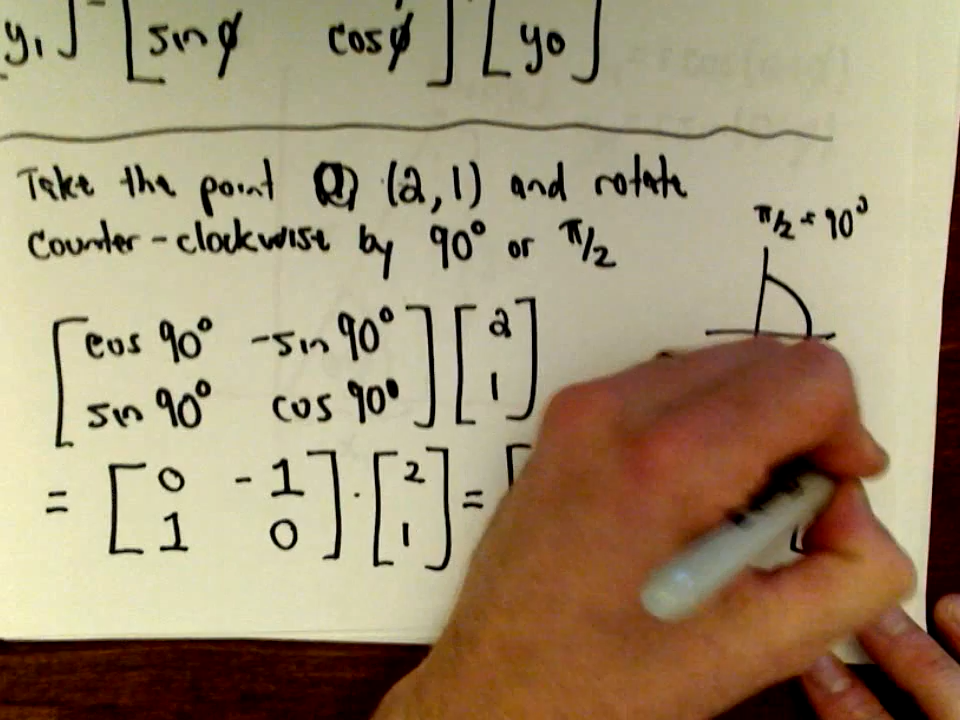 y₁] = [sin φ cos φ] [y₀]
Take the point (2,1) and rotate
counter-clockwise by 90° or π/2
π/2 = 90°
[cos 90° -sin 90°] [2]
[sin 90° cos 90°] [1]
= [0 -1] · [2] = [
[1 0] [1]